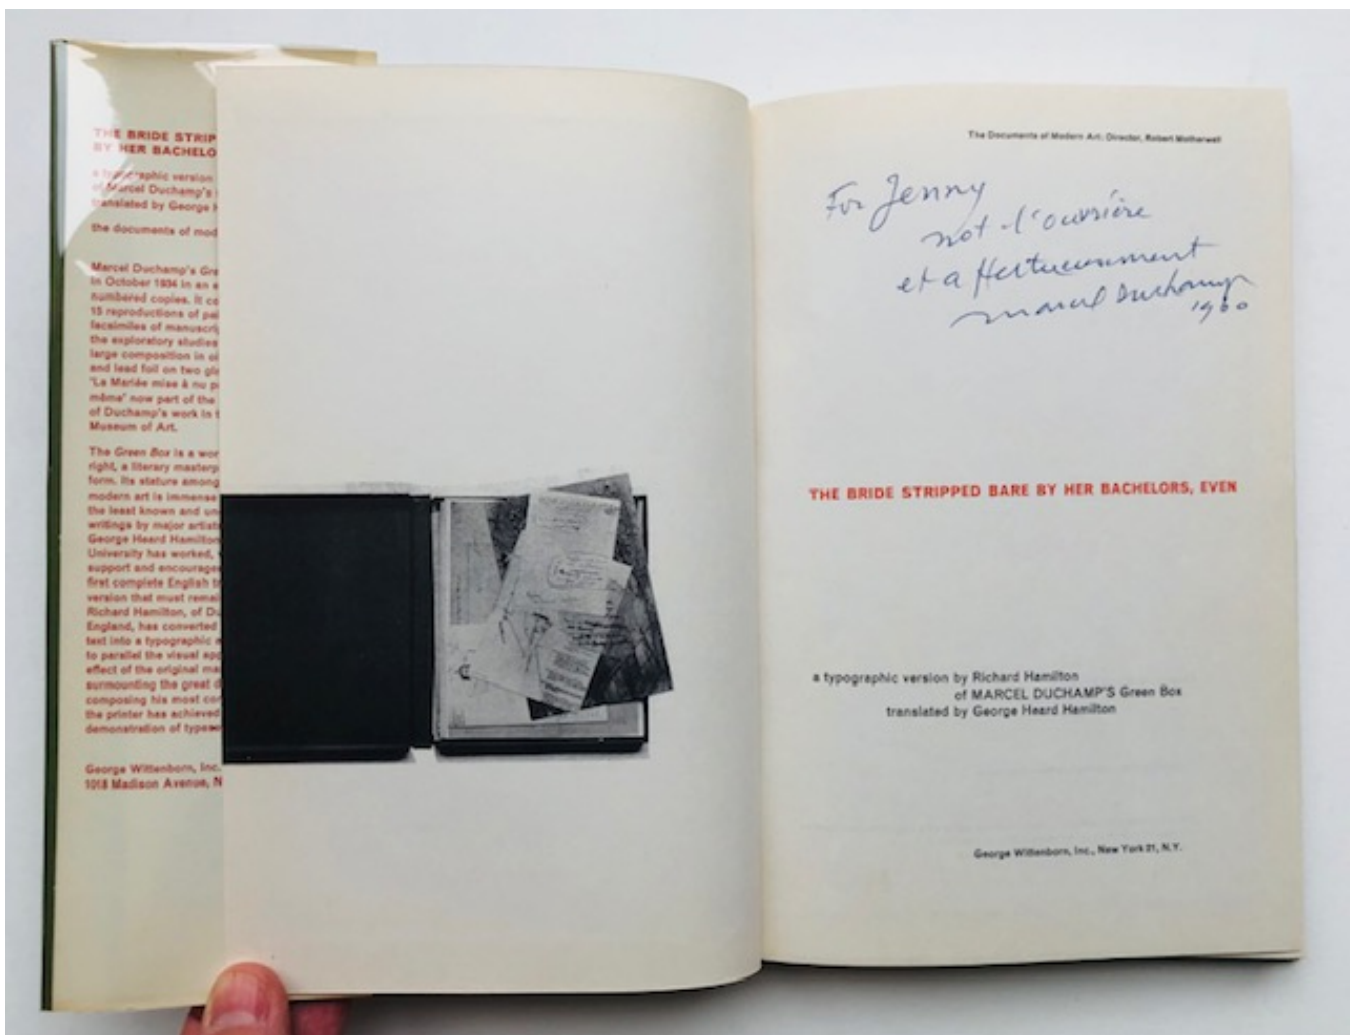 THE BRIDE STRIP
BY HER BACHELO
a typographic version
of Marcel Duchamp's
translated by George H
the documents of mod
Marcel Duchamp's Gre
in October 1934 in an e
numbered copies. It co
13 reproductions of pai
facsimiles of manuscri
the exploratory studies
large composition in oi
and lead foil on two gla
'La Mariée mise à nu p
même' now part of the
of Duchamp's work in t
Museum of Art.
The Green Box is a wor
right, a literary masterp
form. Its stature among
modern art is immense
the least known and un
writings by major artists
George Heard Hamilton
University has worked,
support and encourage
first complete English tr
version that must remai
Richard Hamilton, of Du
England, has converted
text into a typographic
to parallel the visual app
effect of the original ma
surmounting the great d
composing his most com
the printer has achieved
demonstration of types
George Wittenborn, Inc.
1018 Madison Avenue, N
The Documents of Modern Art: Director, Robert Motherwell
For Jenny
not l'ouvrière
et affectueusement
Marcel Duchamp
1960
THE BRIDE STRIPPED BARE BY HER BACHELORS, EVEN
a typographic version by Richard Hamilton
of MARCEL DUCHAMP'S Green Box
translated by George Heard Hamilton
George Wittenborn, Inc., New York 21, N.Y.